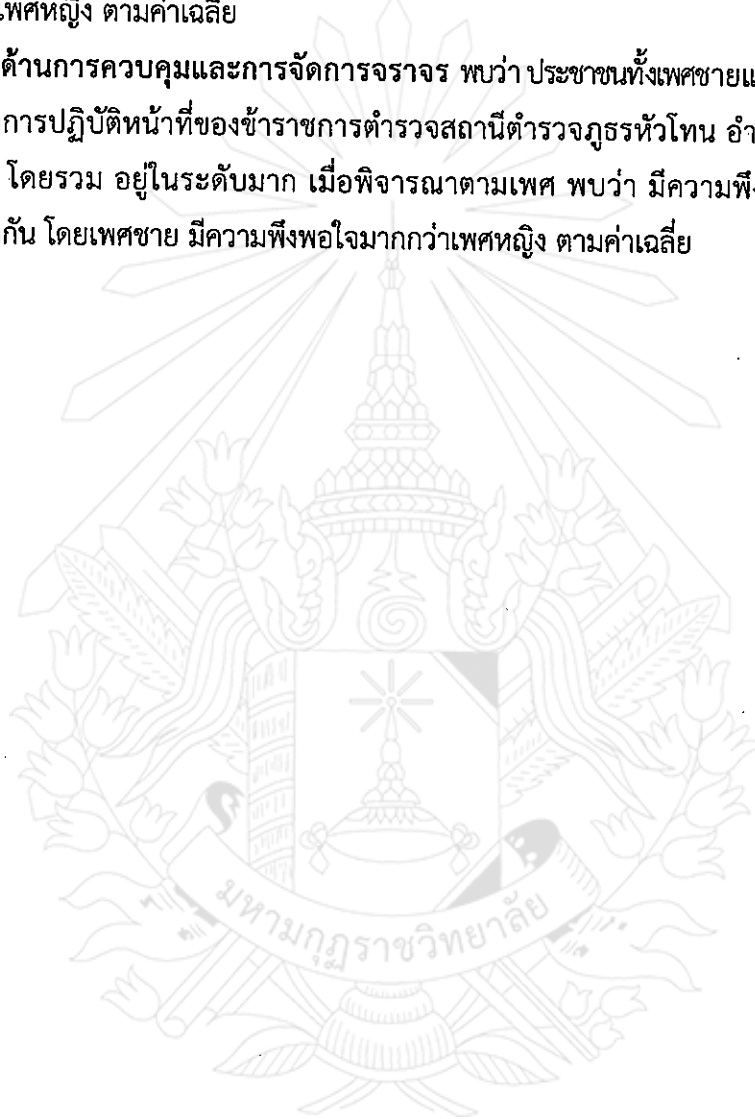 เพศหญิง ตามค่าเฉลี่ย
ด้านการควบคุมและการจัดการจราจร พบว่า ประชาชนทั้งเพศชายแ
การปฏิบัติหน้าที่ของข้าราชการตำรวจสถานีตำรวจภูธรหัวโทน อำ
โดยรวม อยู่ในระดับมาก เมื่อพิจารณาตามเพศ พบว่า มีความพึ
กัน โดยเพศชาย มีความพึงพอใจมากกว่าเพศหญิง ตามค่าเฉลี่ย
มหามกุฏราชวิทยาลัย